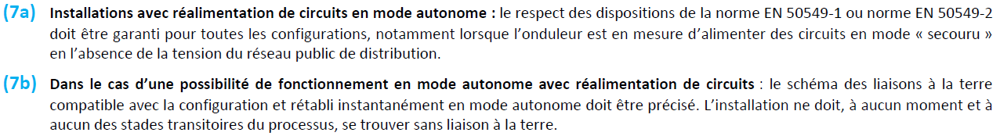 (7a) Installations avec réalimentation de circuits en mode autonome : le respect des dispositions de la norme EN 50549-1 ou norme EN 50549-2
doit être garanti pour toutes les configurations, notamment lorsque l’onduleur est en mesure d’alimenter des circuits en mode « secouru »
en l’absence de la tension du réseau public de distribution.
(7b) Dans le cas d’une possibilité de fonctionnement en mode autonome avec réalimentation de circuits : le schéma des liaisons à la terre
compatible avec la configuration et rétabli instantanément en mode autonome doit être précisé. L’installation ne doit, à aucun moment et à
aucun des stades transitoires du processus, se trouver sans liaison à la terre.